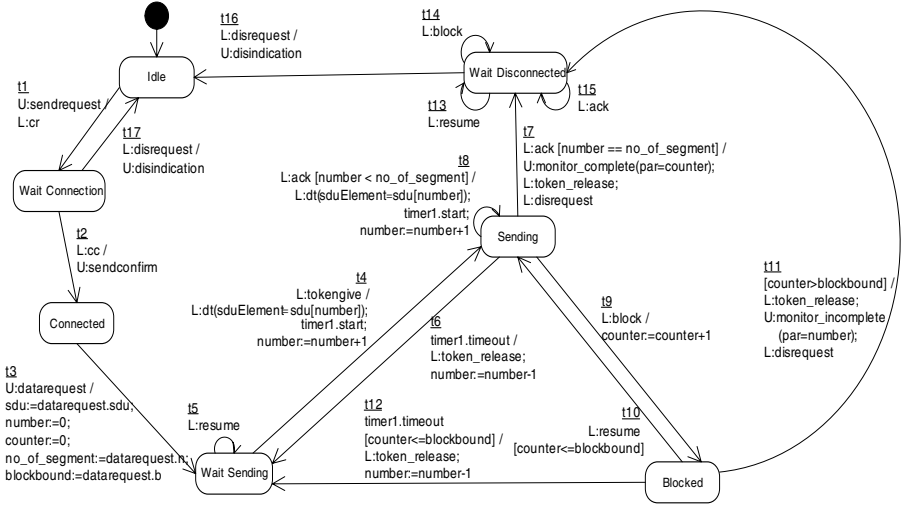 t16
L:disrequest /
U:disindication
t14
L:block
Idle
Wait Disconnected
t1
U:sendrequest /
L:cr
t17
L:disrequest /
U:disindication
t13
L:resume
t15
L:ack
t7
L:ack [number == no_of_segment] /
U:monitor_complete(par=counter);
L:token_release;
L:disrequest
t8
L:ack [number < no_of_segment] /
L:dt(sduElement=sdu[number]);
timer1.start;
number:=number+1
Wait Connection
t2
L:cc /
U:sendconfirm
Sending
t11
[counter>blockbound] /
L:token_release;
U:monitor_incomplete
(par=number);
L:disrequest
t4
L:tokengive /
L:dt(sduElement=sdu[number]);
timer1.start;
number:=number+1
t9
L:block /
counter:=counter+1
Connected
t6
timer1.timeout /
L:token_release;
number:=number-1
t3
U:datarequest /
sdu:=datarequest.sdu;
number:=0;
counter:=0;
no_of_segment:=datarequest.n;
blockbound:=datarequest.b
t5
L:resume
t12
timer1.timeout
[counter<=blockbound] /
L:token_release;
number:=number-1
t10
L:resume
[counter<=blockbound]
Wait Sending
Blocked